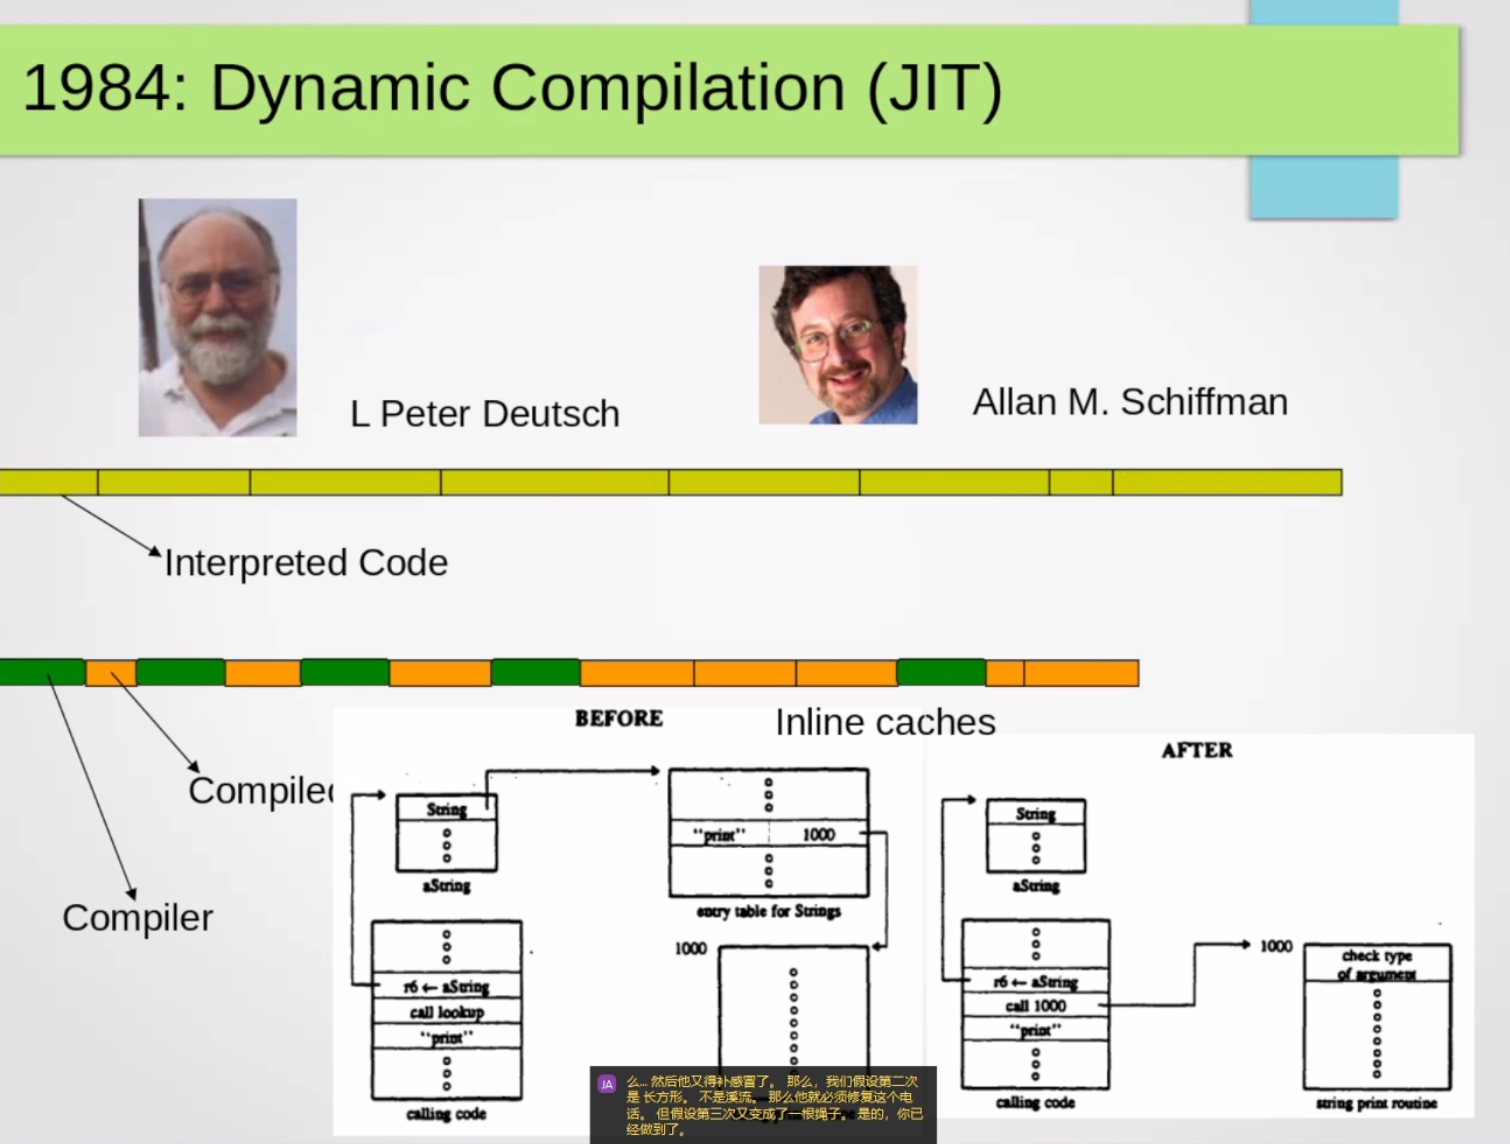 1984: Dynamic Compilation (JIT)
L Peter Deutsch
Allan M. Schiffman
Interpreted Code
Inline caches
BEFORE
AFTER
Compiled
Compiler
String
aString
"print" 1000
entry table for Strings
1000
r6 ← aString
call lookup
"print"
calling code
String
aString
r6 ← aString
call 1000
"print"
calling code
1000
check type
of argument
string print routine
JA
么... 然后他又得补感冒了。 那么，我们假设第二次
是 长方形。 不是溪流。 那么他就必须修复这个电
话。 但假设第三次又变成了一根绳子。 是的，你已
经做到了。